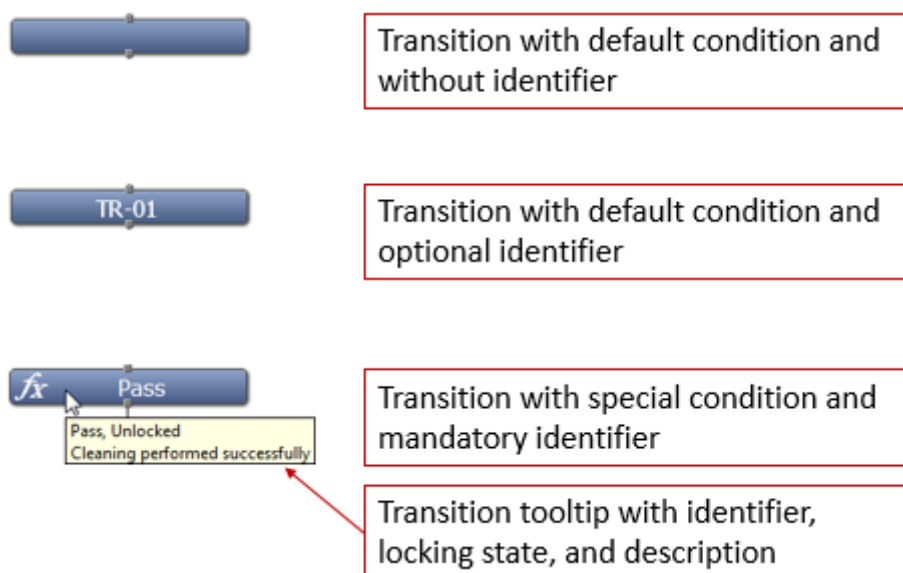 Transition with default condition and
without identifier
TR-01
Transition with default condition and
optional identifier
fx Pass
Transition with special condition and
mandatory identifier
Pass, Unlocked
Cleaning performed successfully
Transition tooltip with identifier,
locking state, and description